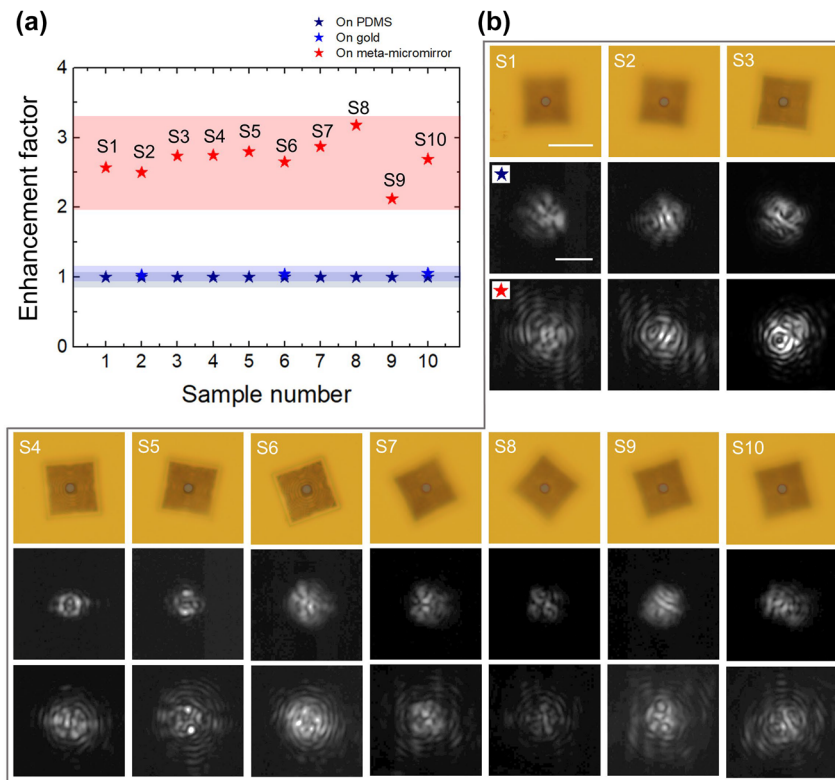 (a)
On PDMS
On gold
On meta-micromirror
Enhancement factor
4
3
2
1
0
S1
S2
S3
S4
S5
S6
S7
S8
S9
S10
1 2 3 4 5 6 7 8 9 10
Sample number
(b)
S1 S2 S3
S4 S5 S6 S7 S8 S9 S10